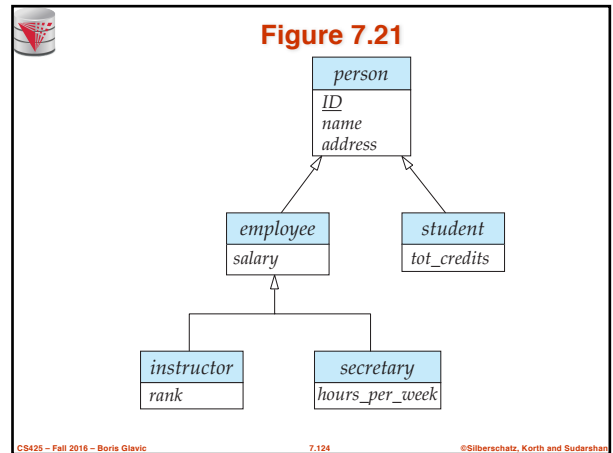 Figure 7.21
person
ID
name
address
employee
salary
student
tot_credits
instructor
rank
secretary
hours_per_week
CS425 – Fall 2016 – Boris Glavic
7.124
©Silberschatz, Korth and Sudarshan